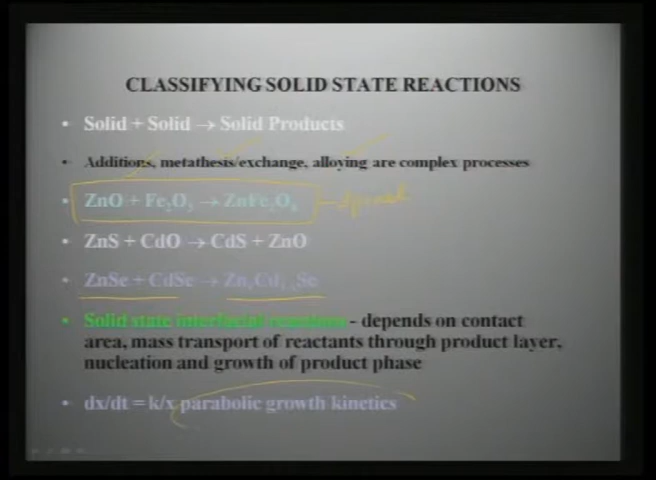 CLASSIFYING SOLID STATE REACTIONS
• Solid + Solid → Solid Products
• Additions, metathesis/exchange, alloying are complex processes
• ZnO + Fe₂O₃ → ZnFe₂O₄ – spinel
• ZnS + CdO → CdS + ZnO
• ZnSe + CdSe → ZnₓCd₁₋ₓSe
• Solid state interfacial reactions - depends on contact
area, mass transport of reactants through product layer,
nucleation and growth of product phase
• dx/dt = k/x parabolic growth kinetics